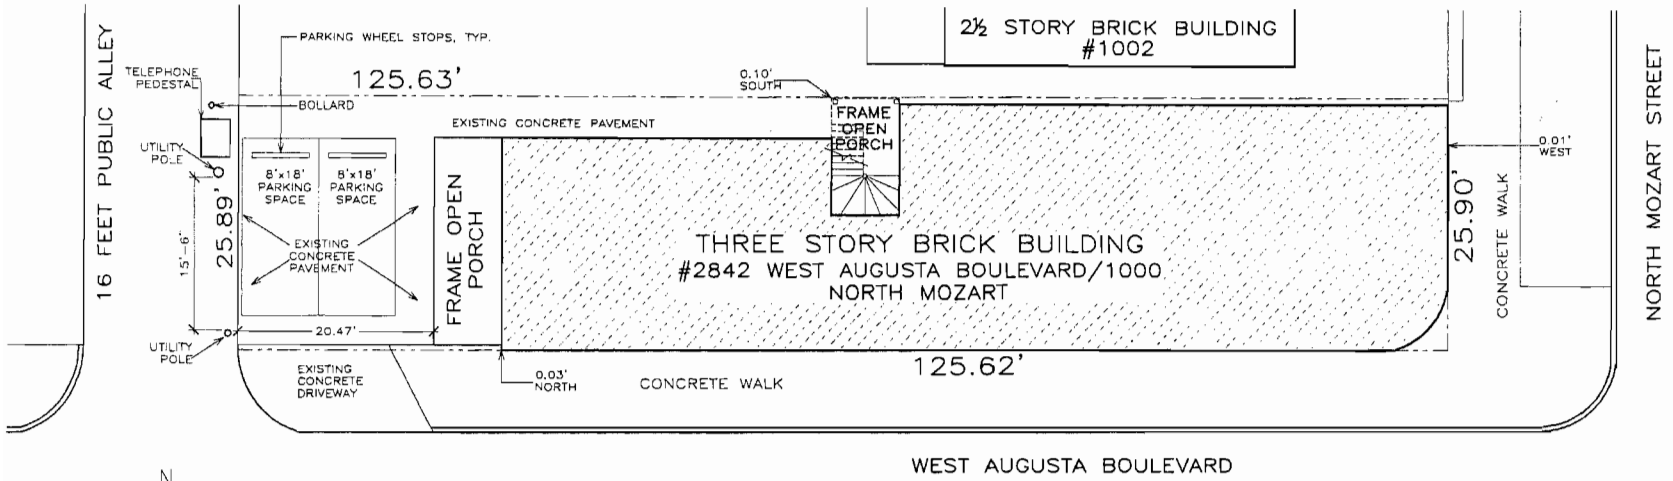 2½ STORY BRICK BUILDING
#1002
PARKING WHEEL STOPS, TYP.
125.63'
TELEPHONE
PEDESTAL
0.10'
SOUTH
BOLLARD
16 FEET PUBLIC ALLEY
NORTH MOZART STREET
EXISTING CONCRETE PAVEMENT
FRAME
OPEN
PORCH
UTILITY
POLE
0.01'
WEST
8'x18'
PARKING
SPACE
8'x18'
PARKING
SPACE
25.89'
15'-6"
FRAME OPEN
PORCH
25.90'
CONCRETE WALK
EXISTING
CONCRETE
PAVEMENT
THREE STORY BRICK BUILDING
#2842 WEST AUGUSTA BOULEVARD/1000
NORTH MOZART
20.47'
UTILITY
POLE
125.62'
EXISTING
CONCRETE
DRIVEWAY
0.03'
NORTH
CONCRETE WALK
WEST AUGUSTA BOULEVARD
N